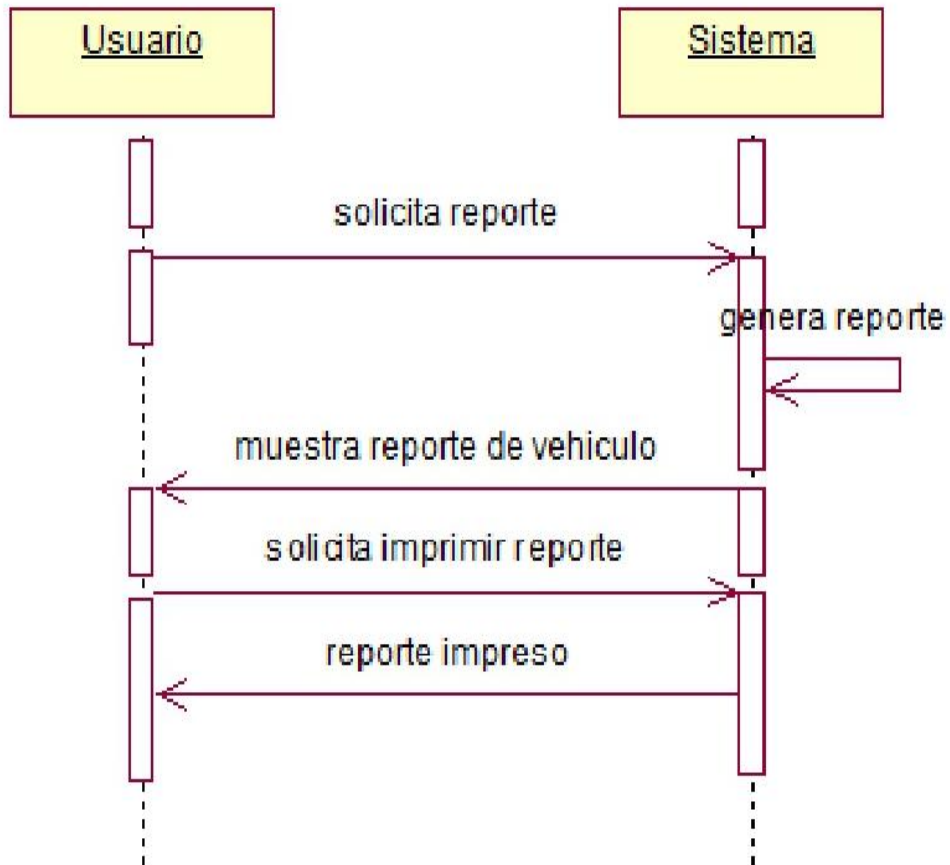 Usuario
Sistema
solicita reporte
genera reporte
muestra reporte de vehiculo
solicita imprimir reporte
reporte impreso